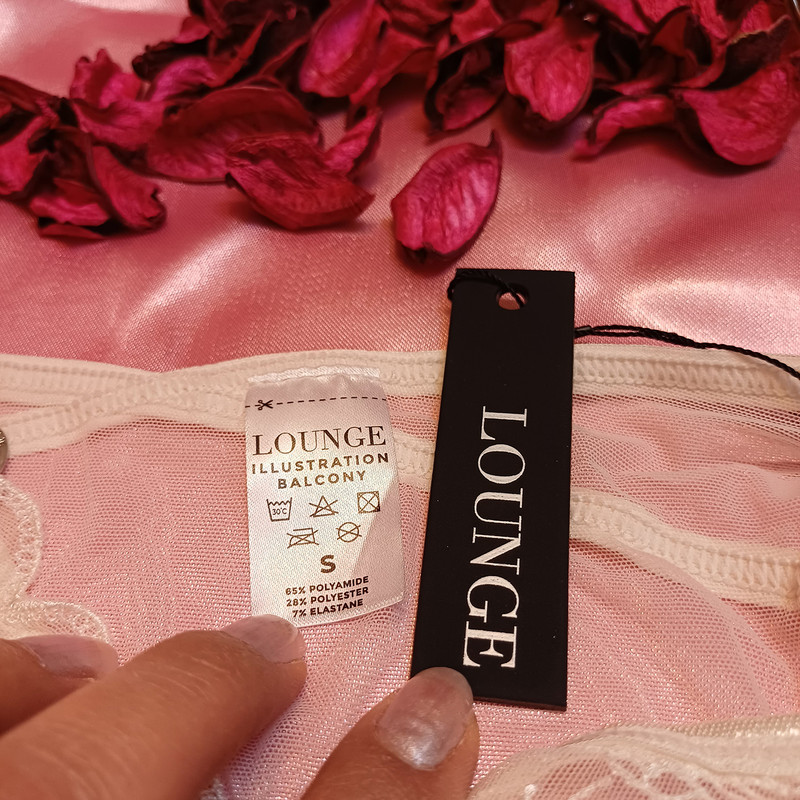 LOUNGE
ILLUSTRATION
BALCONY
30°C
S
65% POLYAMIDE
28% POLYESTER
7% ELASTANE
LOUNGE